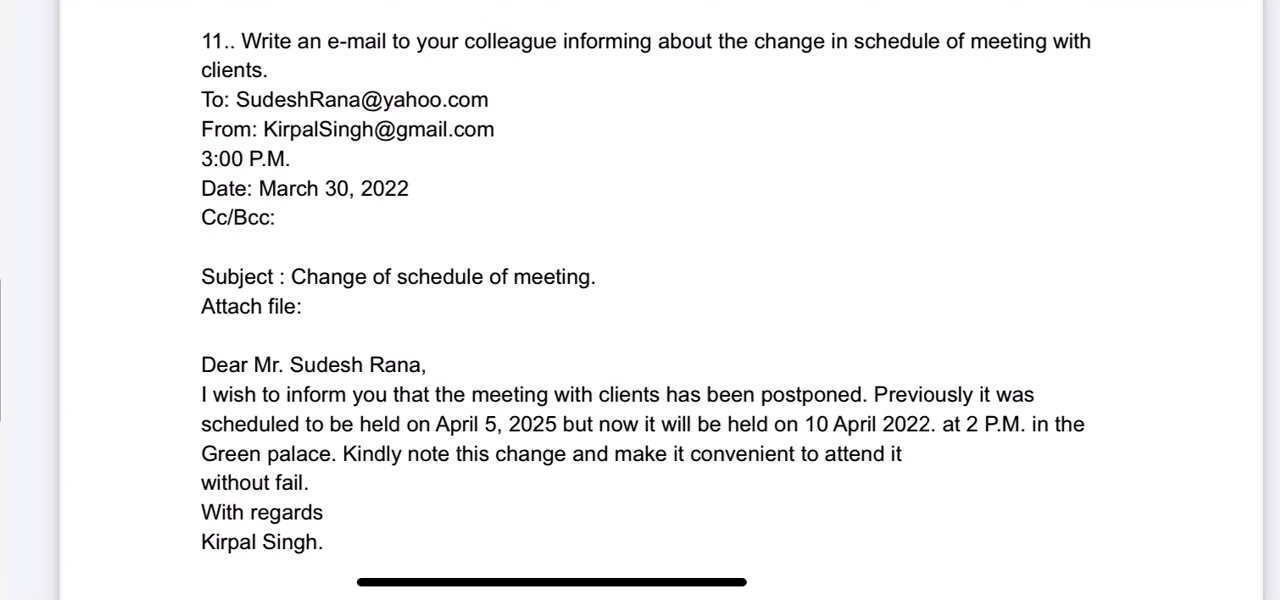 11.. Write an e-mail to your colleague informing about the change in schedule of meeting with
clients.
To: SudeshRana@yahoo.com
From: KirpalSingh@gmail.com
3:00 P.M.
Date: March 30, 2022
Cc/Bcc:
Subject : Change of schedule of meeting.
Attach file:
Dear Mr. Sudesh Rana,
I wish to inform you that the meeting with clients has been postponed. Previously it was
scheduled to be held on April 5, 2025 but now it will be held on 10 April 2022. at 2 P.M. in the
Green palace. Kindly note this change and make it convenient to attend it
without fail.
With regards
Kirpal Singh.